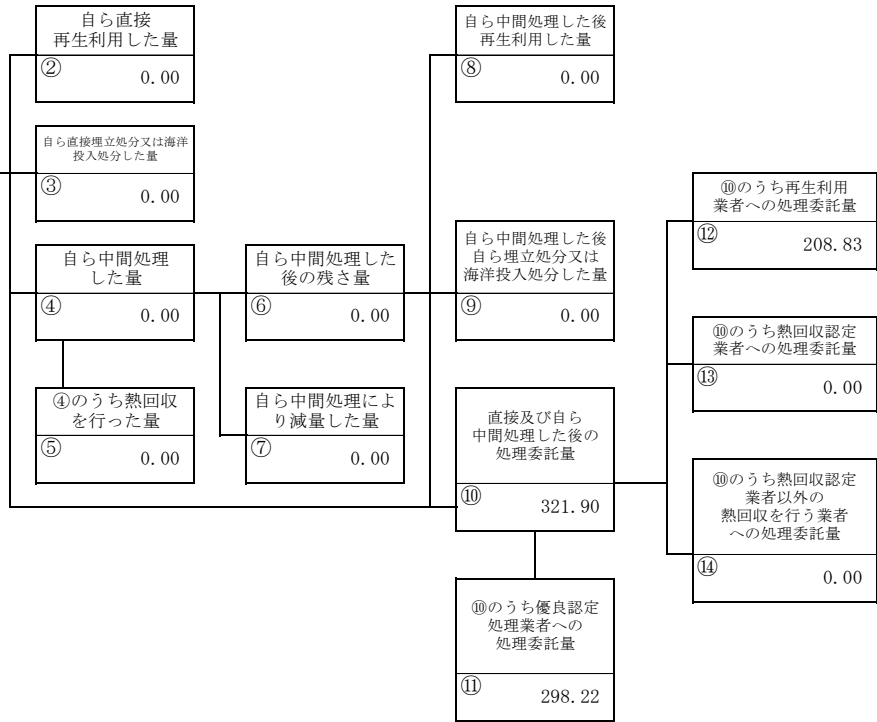 自ら直接
再生利用した量
②
0.00
自ら直接埋立処分又は海洋
投入処分した量
③
0.00
自ら中間処理
した量
④
0.00
④のうち熱回収
を行った量
⑤
0.00
自ら中間処理した
後の残さ量
⑥
0.00
自ら中間処理によ
り減量した量
⑦
0.00
自ら中間処理した後
再生利用した量
⑧
0.00
自ら中間処理した後
自ら埋立処分又は
海洋投入処分した量
⑨
0.00
直接及び自ら
中間処理した後の
処理委託量
⑩
321.90
⑩のうち優良認定
処理業者への
処理委託量
⑪
298.22
⑩のうち再生利用
業者への処理委託量
⑫
208.83
⑩のうち熱回収認定
業者への処理委託量
⑬
0.00
⑩のうち熱回収認定
業者以外の
熱回収を行う業者
への処理委託量
⑭
0.00